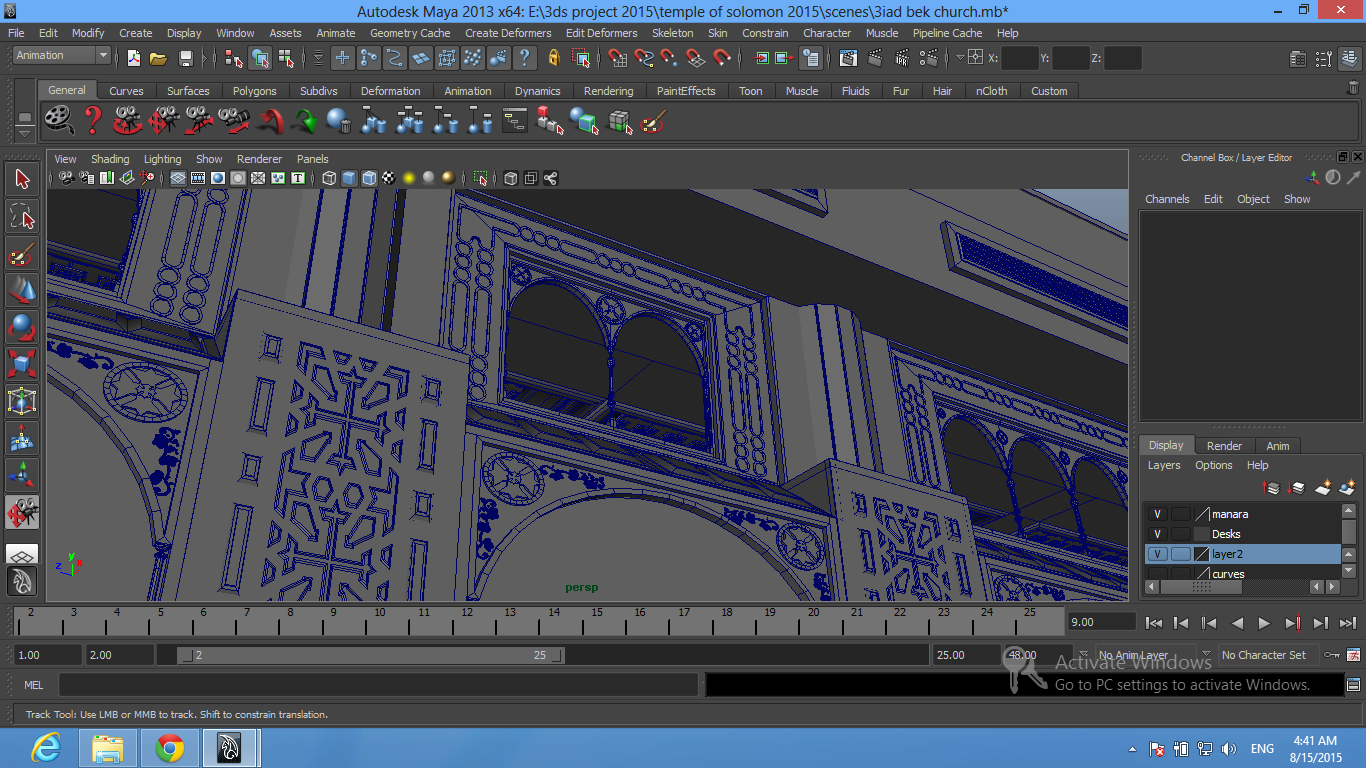 Autodesk Maya 2013 x64: E:\3ds project 2015\temple of solomon 2015\scenes\3iad bek church.mb*
File Edit Modify Create Display Window Assets Animate Geometry Cache Create Deformers Edit Deformers Skeleton Skin Constrain Character Muscle Pipeline Cache Help
Animation X: Y: Z:
General Curves Surfaces Polygons Subdivs Deformation Animation Dynamics Rendering PaintEffects Toon Muscle Fluids Fur Hair nCloth Custom
View Shading Lighting Show Renderer Panels
Channel Box / Layer Editor
Channels Edit Object Show
Display Render Anim
Layers Options Help
V manara
V Desks
V layer2
curves
y
z x
persp
2 3 4 5 6 7 8 9 10 11 12 13 14 15 16 17 18 19 20 21 22 23 24 25 9.00
1.00 2.00 2 25 25.00 48.00 No Anim Layer No Character Set
Activate Windows
Go to PC settings to activate Windows.
MEL
Track Tool: Use LMB or MMB to track. Shift to constrain translation.
ENG 4:41 AM
8/15/2015